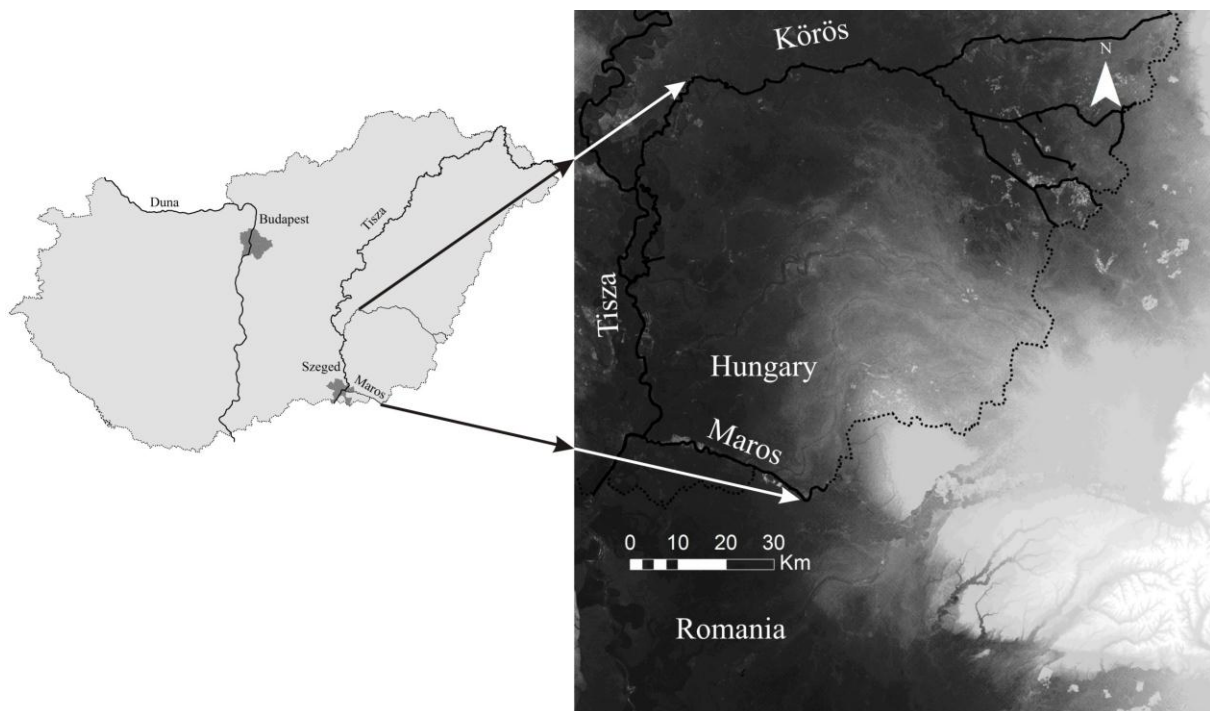 Duna
Budapest
Tisza
Szeged
Maros
Körös
N
Tisza
Hungary
Maros
0 10 20 30
Km
Romania